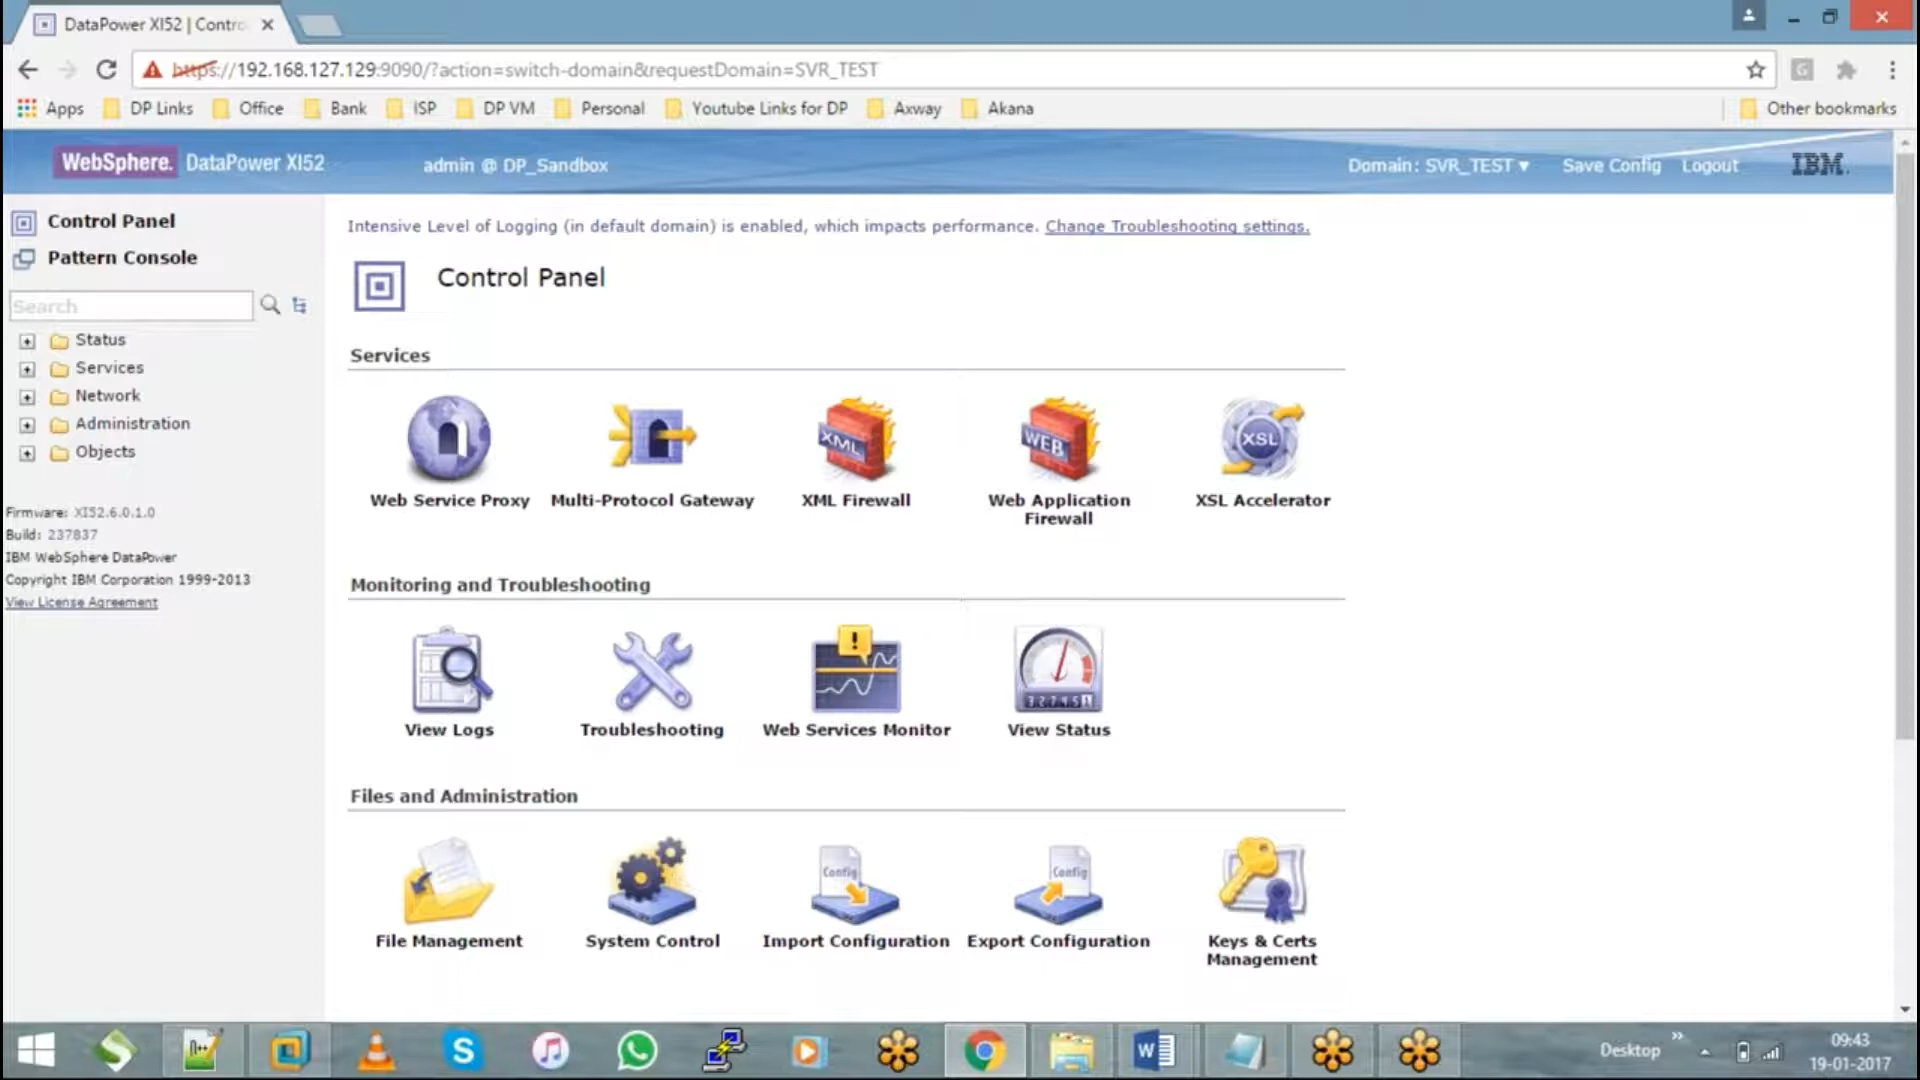 DataPower XI52 | Contro
https://192.168.127.129:9090/?action=switch-domain&requestDomain=SVR_TEST
Apps DP Links Office Bank ISP DP VM Personal Youtube Links for DP Axway Akana Other bookmarks
WebSphere. DataPower XI52 admin @ DP_Sandbox Domain: SVR_TEST Save Config Logout IBM.
Control Panel
Pattern Console
Search
Status
Services
Network
Administration
Objects
Firmware: XI52.6.0.1.0
Build: 237837
IBM WebSphere DataPower
Copyright IBM Corporation 1999-2013
View License Agreement
Intensive Level of Logging (in default domain) is enabled, which impacts performance. Change Troubleshooting settings.
Control Panel
Services
XML WEB XSL
Web Service Proxy Multi-Protocol Gateway XML Firewall Web Application Firewall XSL Accelerator
Monitoring and Troubleshooting
View Logs Troubleshooting Web Services Monitor View Status
Files and Administration
Config Config
File Management System Control Import Configuration Export Configuration Keys & Certs Management
Desktop
09:43
19-01-2017